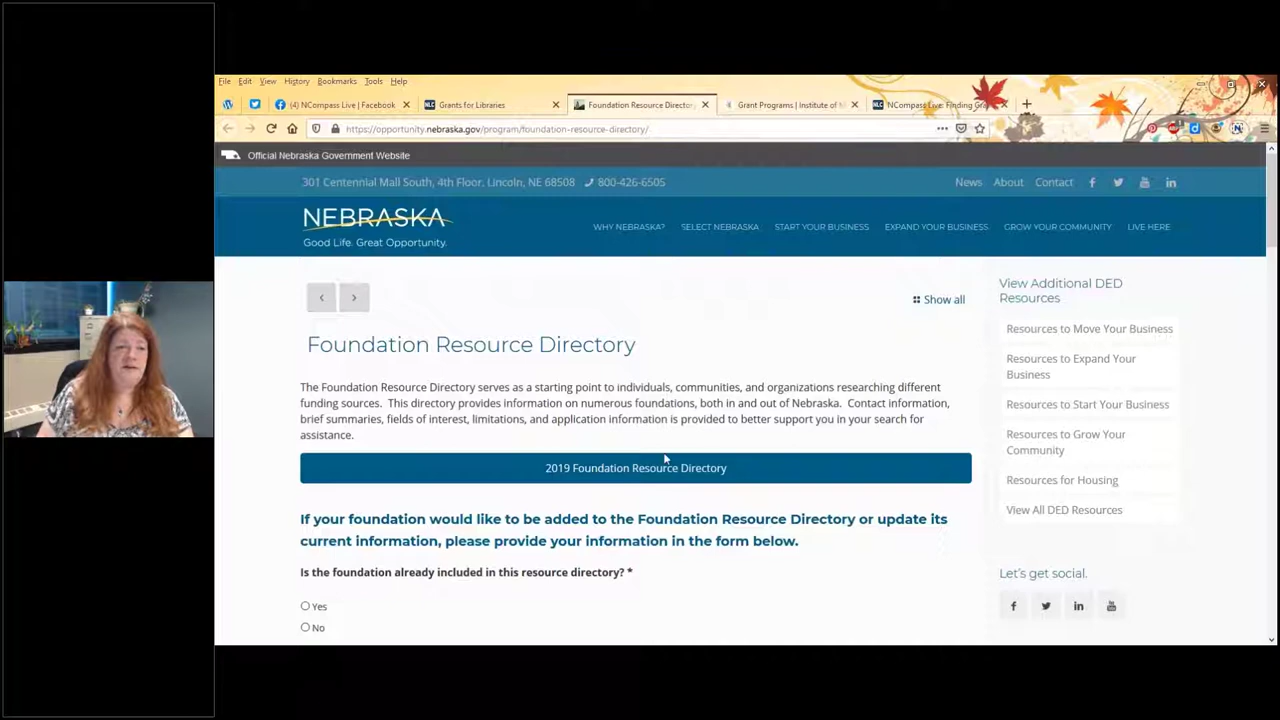 File Edit View History Bookmarks Tools Help
(4) NCompass Live | Facebook
NLC Grants for Libraries
Foundation Resource Directory
Grant Programs | Institute of M
NLC NCompass Live: Finding Gra
https://opportunity.nebraska.gov/program/foundation-resource-directory/
Official Nebraska Government Website
301 Centennial Mall South, 4th Floor, Lincoln, NE 68508 800-426-6505
News About Contact
NEBRASKA
Good Life. Great Opportunity.
WHY NEBRASKA? SELECT NEBRASKA START YOUR BUSINESS EXPAND YOUR BUSINESS GROW YOUR COMMUNITY LIVE HERE
Show all
Foundation Resource Directory
The Foundation Resource Directory serves as a starting point to individuals, communities, and organizations researching different
funding sources. This directory provides information on numerous foundations, both in and out of Nebraska. Contact information,
brief summaries, fields of interest, limitations, and application information is provided to better support you in your search for
assistance.
2019 Foundation Resource Directory
If your foundation would like to be added to the Foundation Resource Directory or update its
current information, please provide your information in the form below.
Is the foundation already included in this resource directory? *
Yes
No
View Additional DED
Resources
Resources to Move Your Business
Resources to Expand Your
Business
Resources to Start Your Business
Resources to Grow Your
Community
Resources for Housing
View All DED Resources
Let's get social.